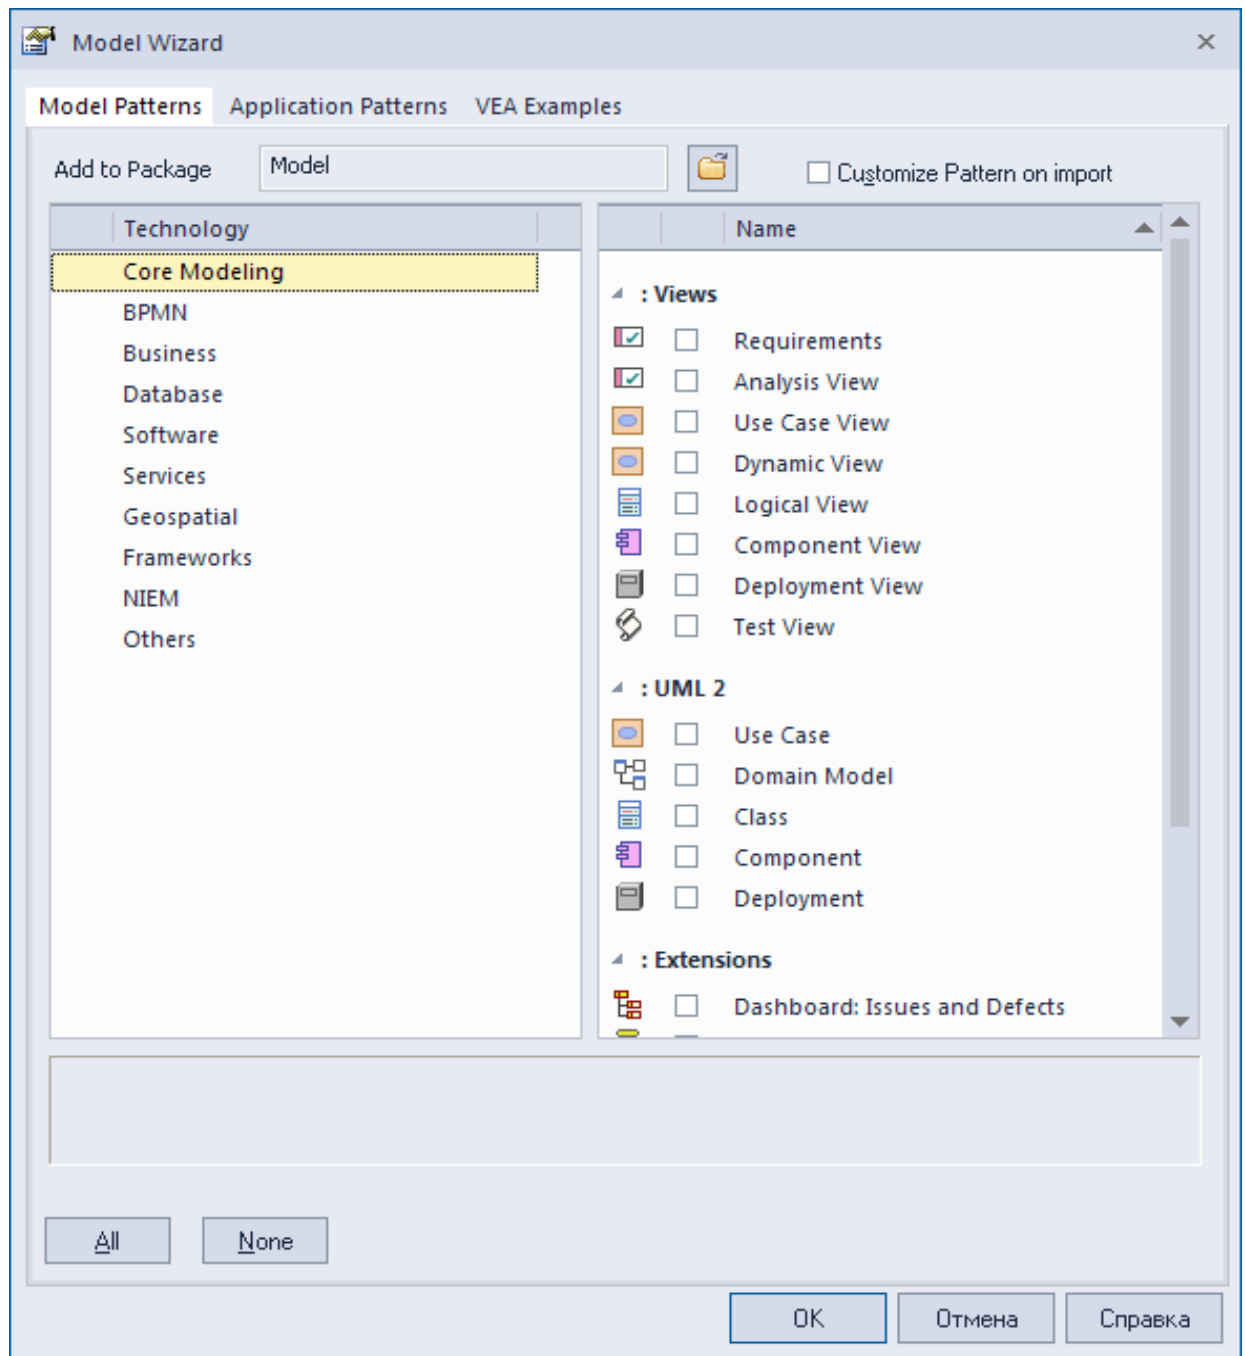 Model Wizard
Model Patterns Application Patterns VEA Examples
Add to Package Model Customize Pattern on import
Technology
Core Modeling
BPMN
Business
Database
Software
Services
Geospatial
Frameworks
NIEM
Others
Name
: Views
Requirements
Analysis View
Use Case View
Dynamic View
Logical View
Component View
Deployment View
Test View
: UML 2
Use Case
Domain Model
Class
Component
Deployment
: Extensions
Dashboard: Issues and Defects
All None
OK Отмена Справка